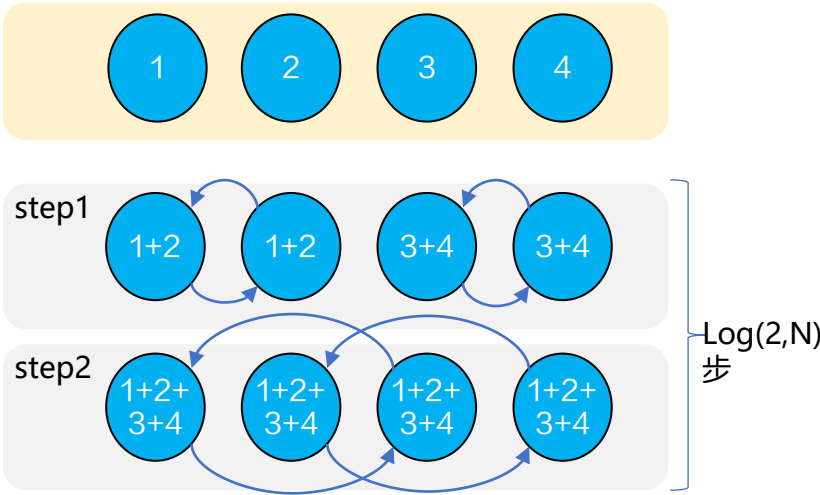 1 2 3 4
step1
1+2 1+2 3+4 3+4
step2
1+2+ 1+2+ 1+2+ 1+2+
3+4 3+4 3+4 3+4
Log(2,N)
步